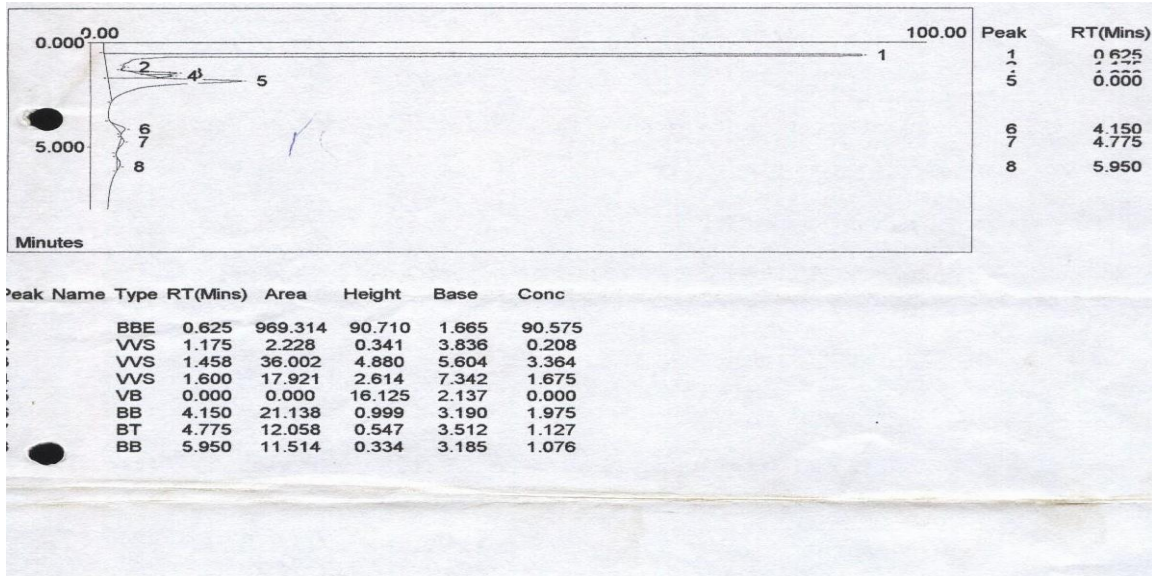 0.00 100.00 Peak RT(Mins)
0.000
1 1 0.625
2
4
5 5 0.000
6 6 4.150
7 7 4.775
5.000
8 8 5.950
Minutes
Peak Name Type RT(Mins) Area Height Base Conc
BBE 0.625 969.314 90.710 1.665 90.575
VVS 1.175 2.228 0.341 3.836 0.208
VVS 1.458 36.002 4.880 5.604 3.364
VVS 1.600 17.921 2.614 7.342 1.675
VB 0.000 0.000 16.125 2.137 0.000
BB 4.150 21.138 0.999 3.190 1.975
BT 4.775 12.058 0.547 3.512 1.127
BB 5.950 11.514 0.334 3.185 1.076